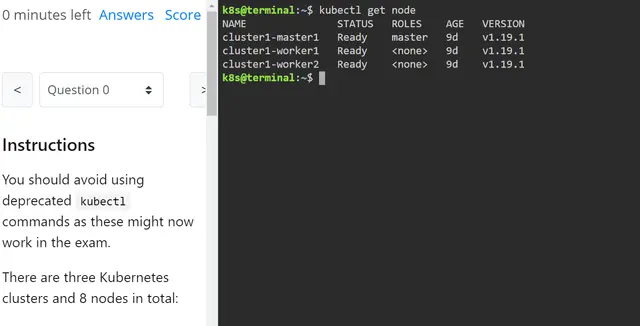 0 minutes left Answers Score
< Question 0 >
Instructions
You should avoid using
deprecated kubectl
commands as these might now
work in the exam.
There are three Kubernetes
clusters and 8 nodes in total:
k8s@terminal:~$ kubectl get node
NAME STATUS ROLES AGE VERSION
cluster1-master1 Ready master 9d v1.19.1
cluster1-worker1 Ready <none> 9d v1.19.1
cluster1-worker2 Ready <none> 9d v1.19.1
k8s@terminal:~$